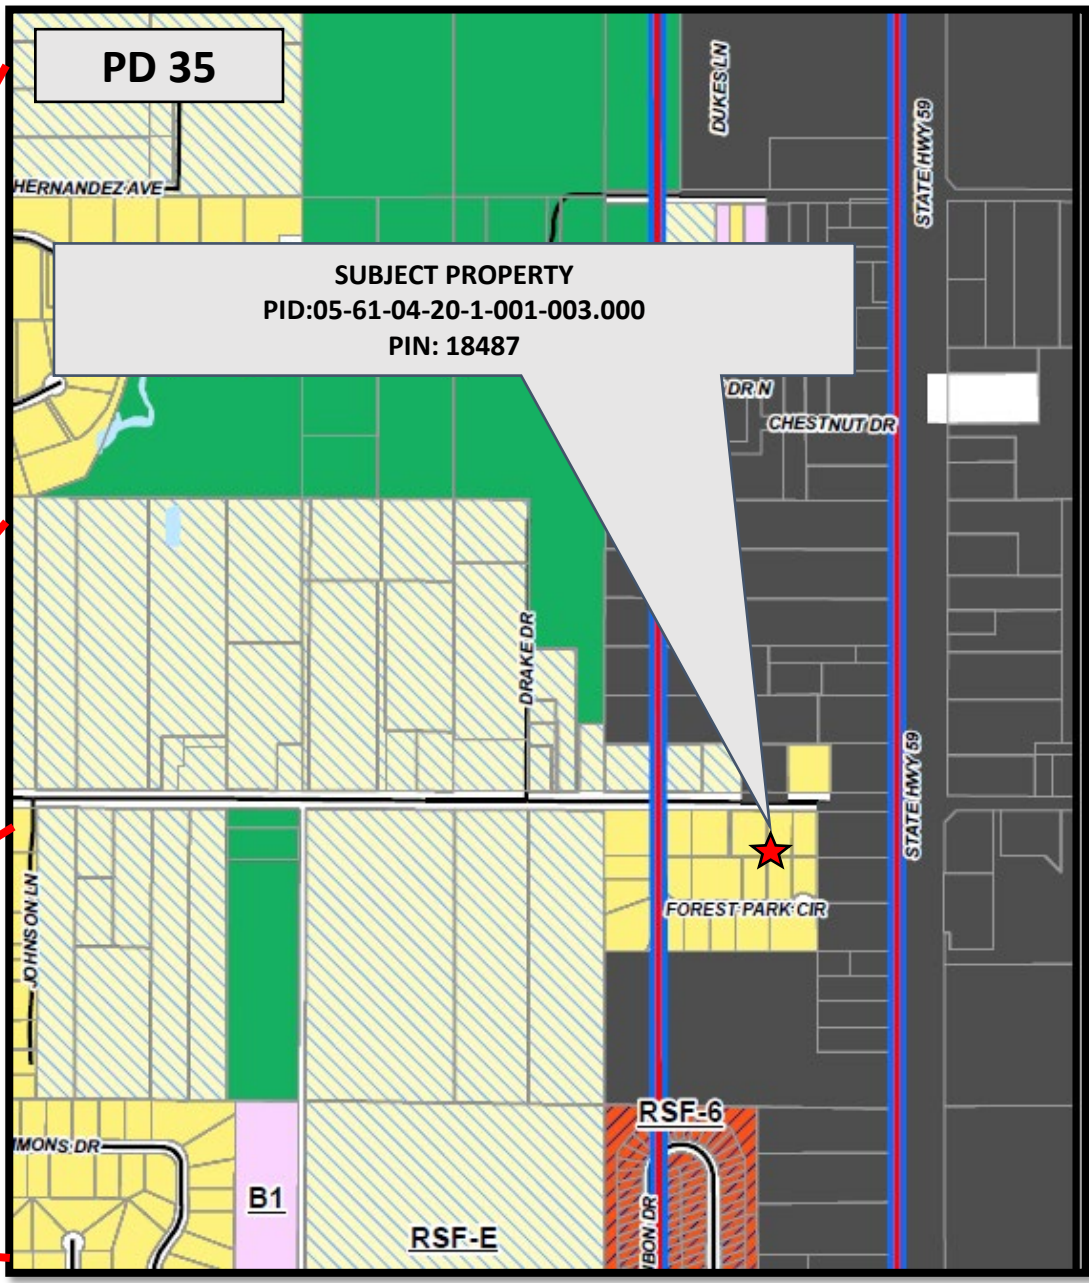 PD 35
DUKES LN
STATE HWY 59
HERNANDEZ AVE
SUBJECT PROPERTY
PID:05-61-04-20-1-001-003.000
PIN: 18487
DR N
CHESTNUT DR
DRAKE DR
STATE HWY 59
JOHNSON LN
FOREST PARK CIR
RSF-6
MONS DR
B1
RSF-E
BON DR